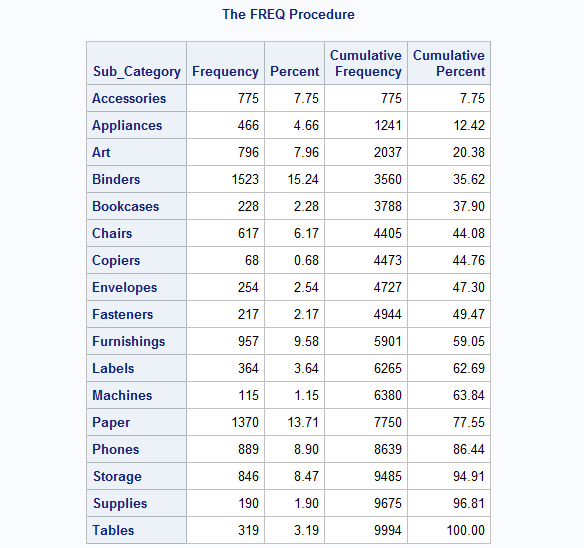 The FREQ Procedure
Cumulative Cumulative
Sub_Category Frequency Percent Frequency Percent
Accessories 775 7.75 775 7.75
Appliances 466 4.66 1241 12.42
Art 796 7.96 2037 20.38
Binders 1523 15.24 3560 35.62
Bookcases 228 2.28 3788 37.90
Chairs 617 6.17 4405 44.08
Copiers 68 0.68 4473 44.76
Envelopes 254 2.54 4727 47.30
Fasteners 217 2.17 4944 49.47
Furnishings 957 9.58 5901 59.05
Labels 364 3.64 6265 62.69
Machines 115 1.15 6380 63.84
Paper 1370 13.71 7750 77.55
Phones 889 8.90 8639 86.44
Storage 846 8.47 9485 94.91
Supplies 190 1.90 9675 96.81
Tables 319 3.19 9994 100.00